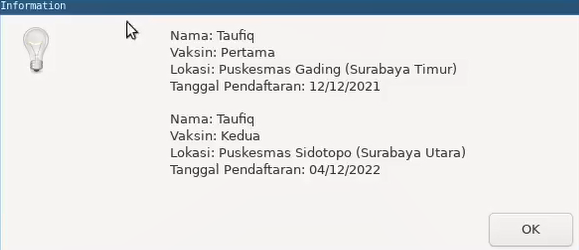 Information
Nama: Taufiq
Vaksin: Pertama
Lokasi: Puskesmas Gading (Surabaya Timur)
Tanggal Pendaftaran: 12/12/2021
Nama: Taufiq
Vaksin: Kedua
Lokasi: Puskesmas Sidotopo (Surabaya Utara)
Tanggal Pendaftaran: 04/12/2022
OK